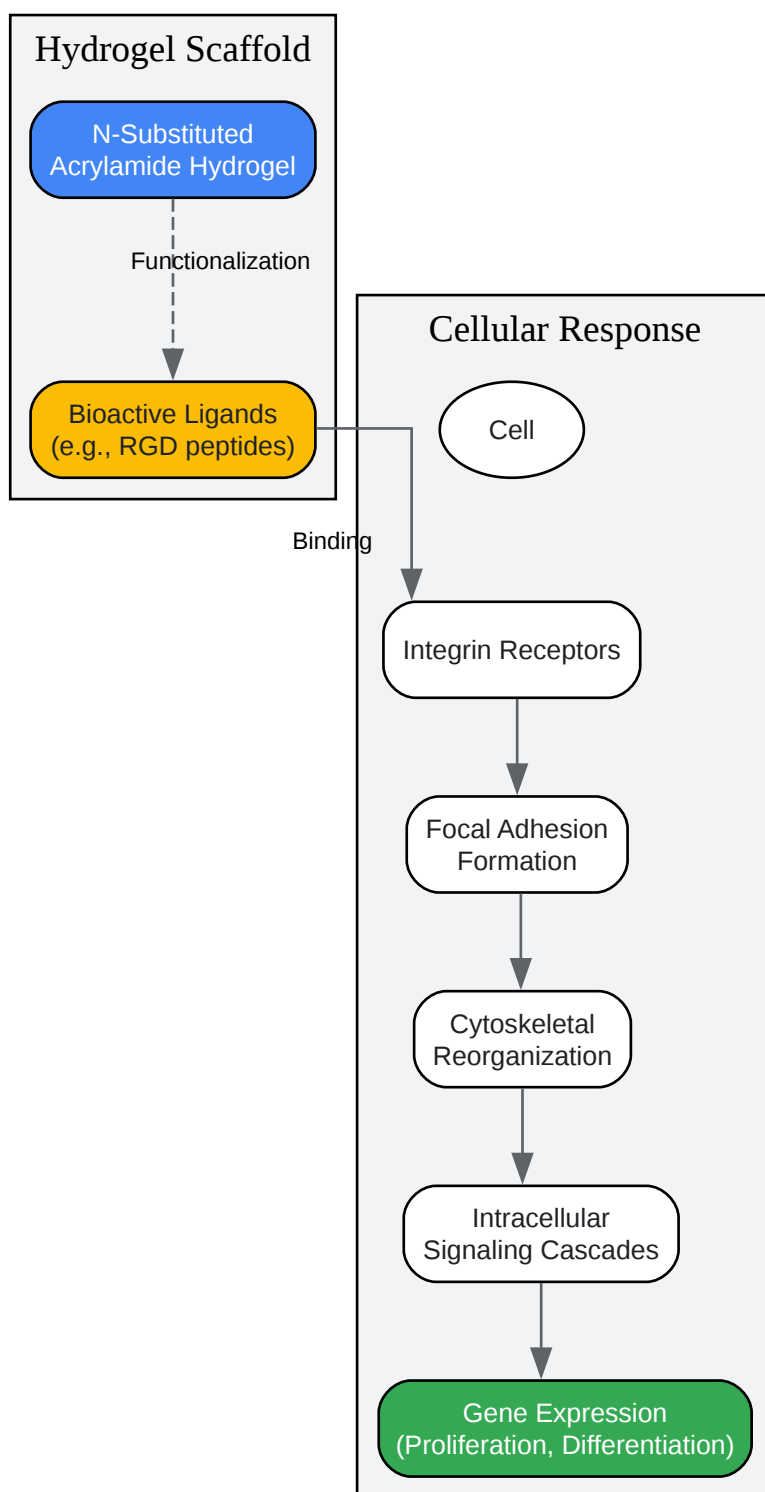 Hydrogel Scaffold
N-Substituted
Acrylamide Hydrogel
Functionalization
Bioactive Ligands
(e.g., RGD peptides)
Cellular Response
Cell
Binding
Integrin Receptors
Focal Adhesion
Formation
Cytoskeletal
Reorganization
Intracellular
Signaling Cascades
Gene Expression
(Proliferation, Differentiation)